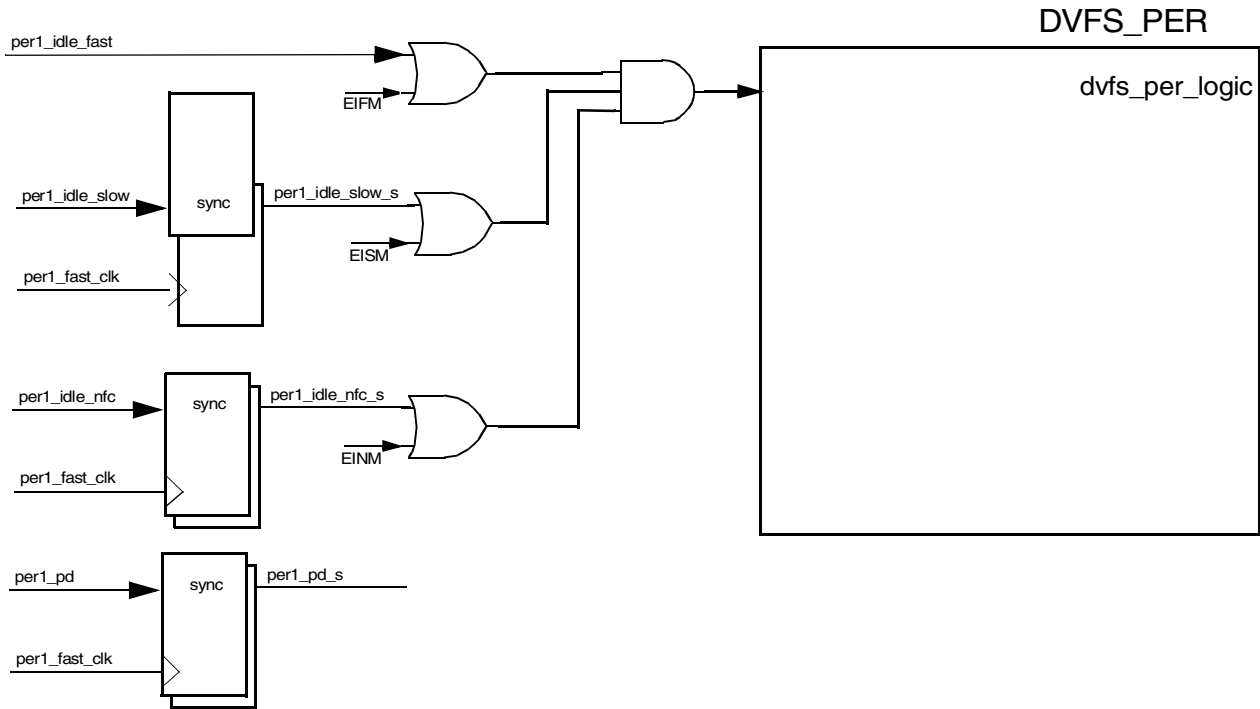 DVFS_PER
per1_idle_fast
dvfs_per_logic
EIFM
per1_idle_slow
sync
per1_idle_slow_s
EISM
per1_fast_clk
per1_idle_nfc
sync
per1_idle_nfc_s
EINM
per1_fast_clk
per1_pd
sync
per1_pd_s
per1_fast_clk